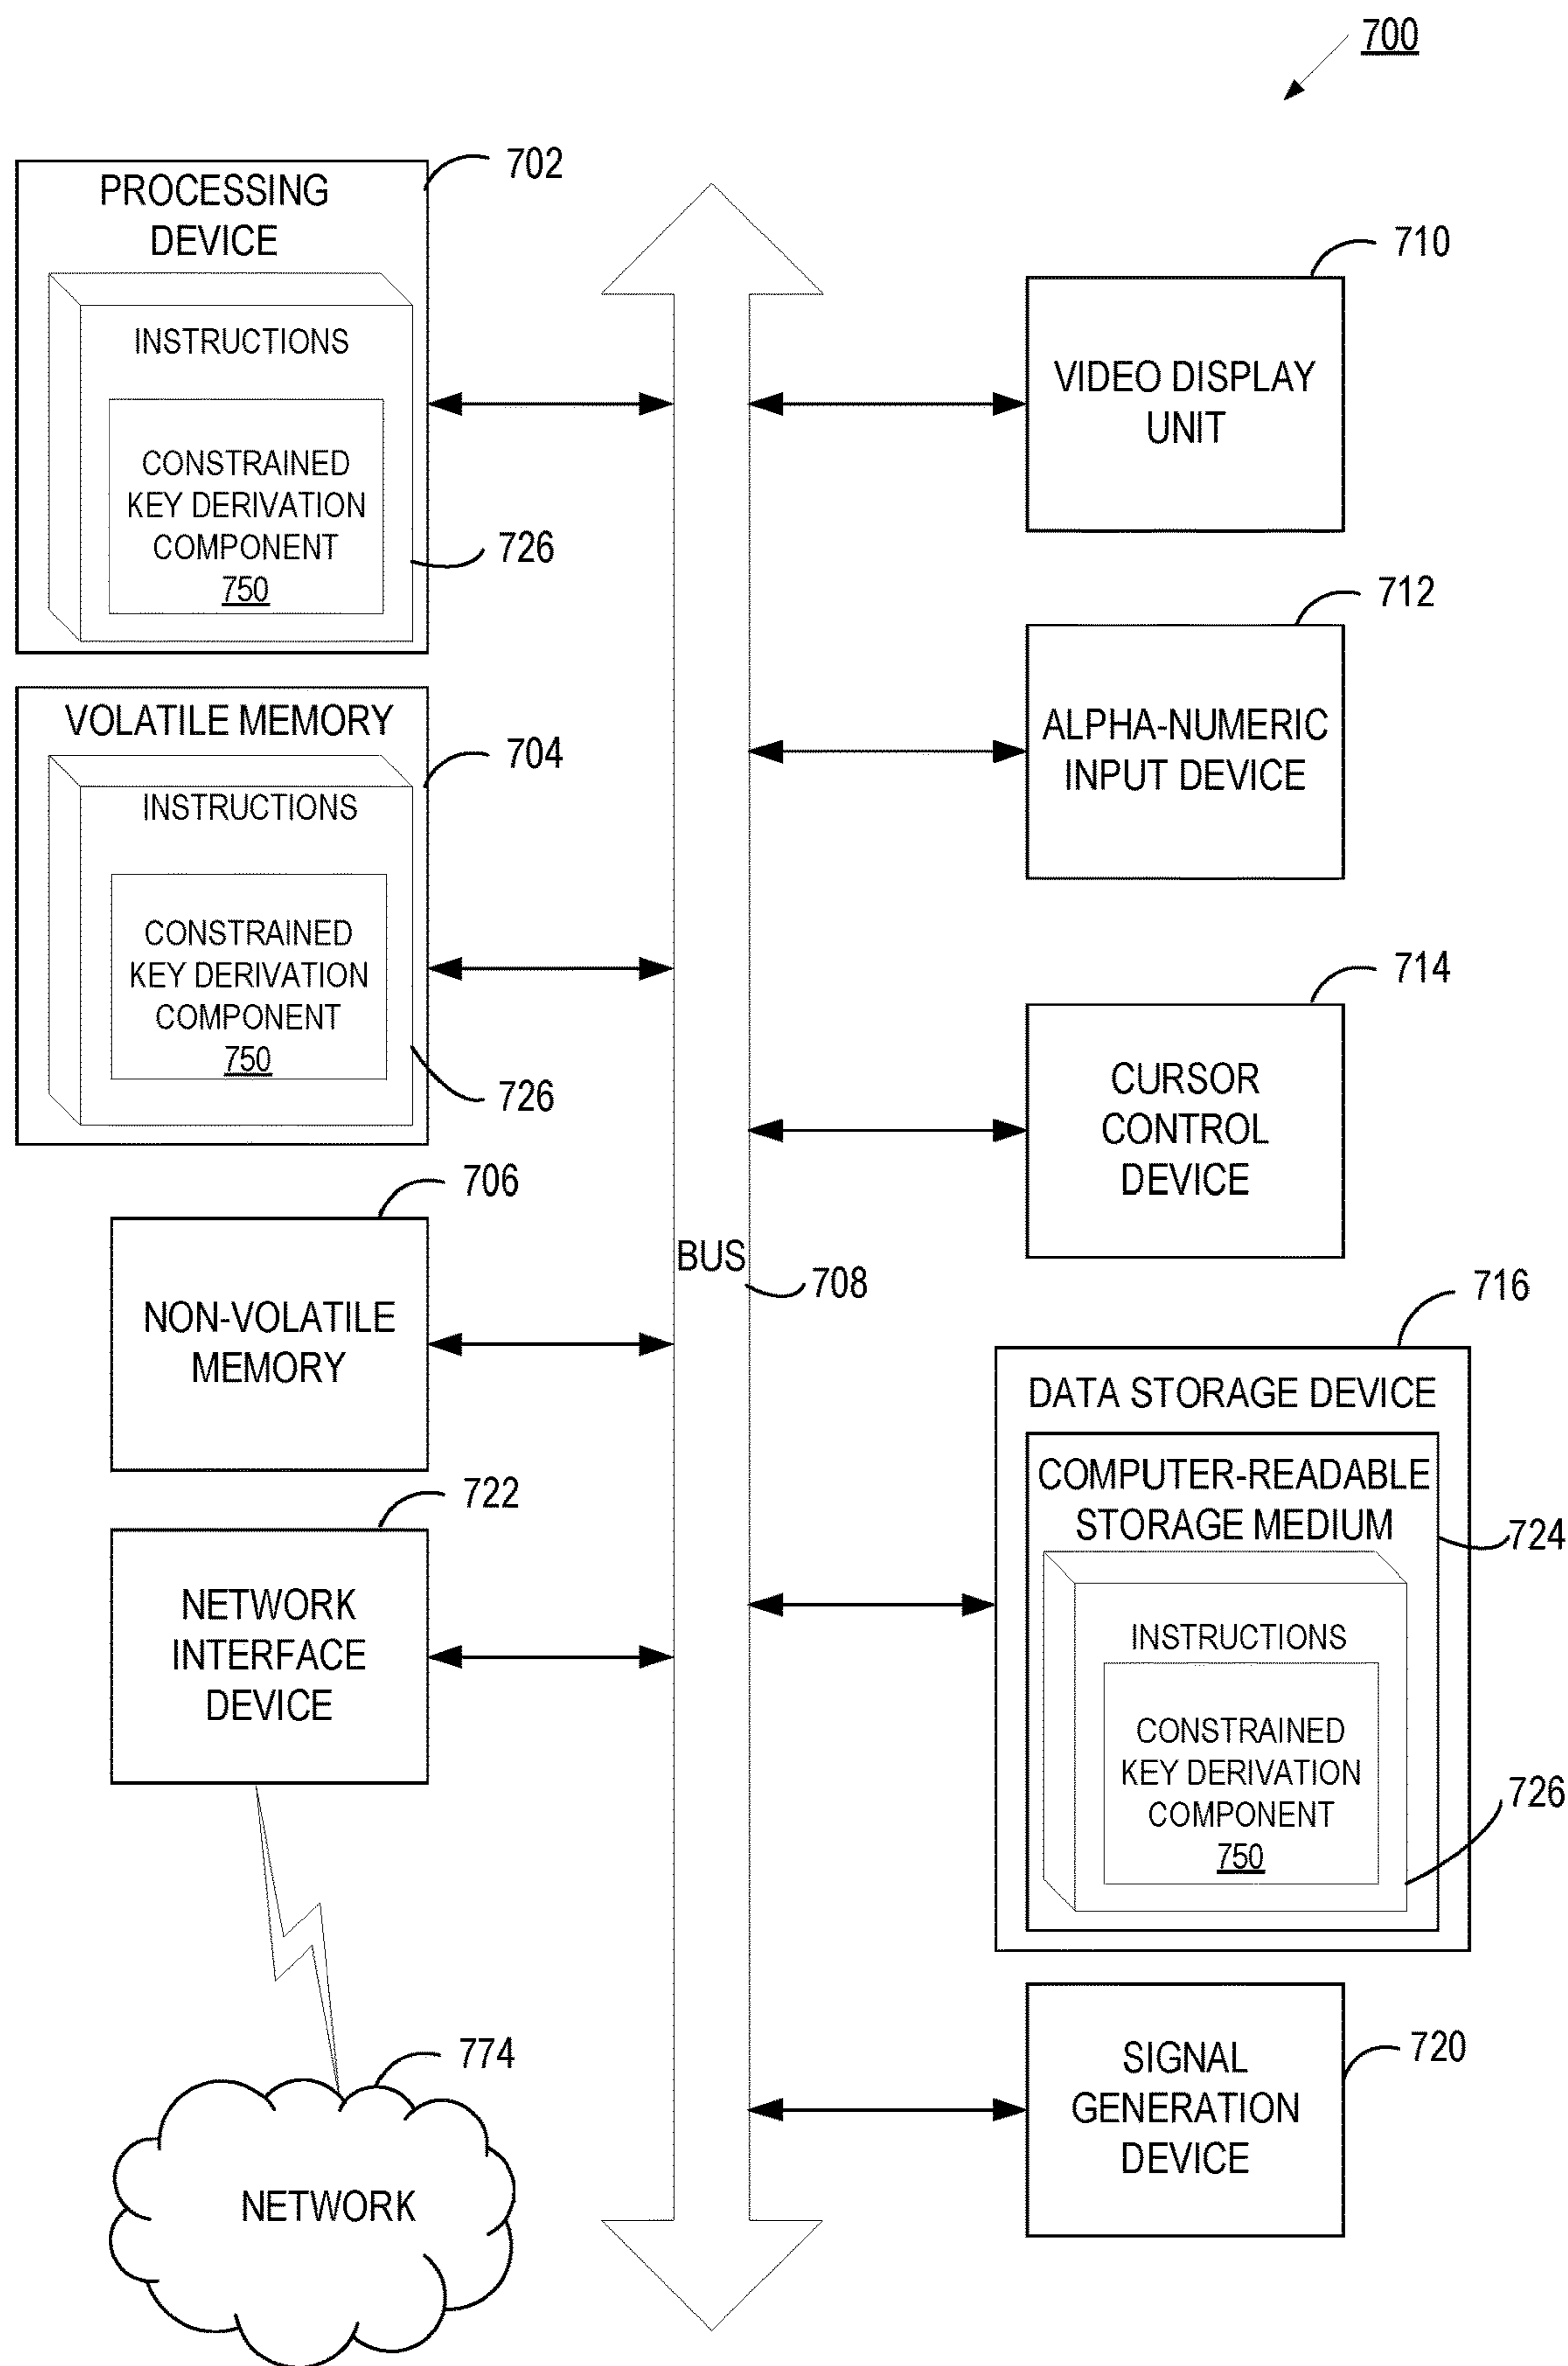 700
702
PROCESSING
DEVICE
INSTRUCTIONS
CONSTRAINED
KEY DERIVATION
COMPONENT
750
726
VOLATILE MEMORY
704
INSTRUCTIONS
CONSTRAINED
KEY DERIVATION
COMPONENT
750
726
706
NON-VOLATILE
MEMORY
722
NETWORK
INTERFACE
DEVICE
774
NETWORK
BUS
708
710
VIDEO DISPLAY
UNIT
712
ALPHA-NUMERIC
INPUT DEVICE
714
CURSOR
CONTROL
DEVICE
716
DATA STORAGE DEVICE
COMPUTER-READABLE
STORAGE MEDIUM
724
INSTRUCTIONS
CONSTRAINED
KEY DERIVATION
COMPONENT
750
726
SIGNAL
GENERATION
DEVICE
720